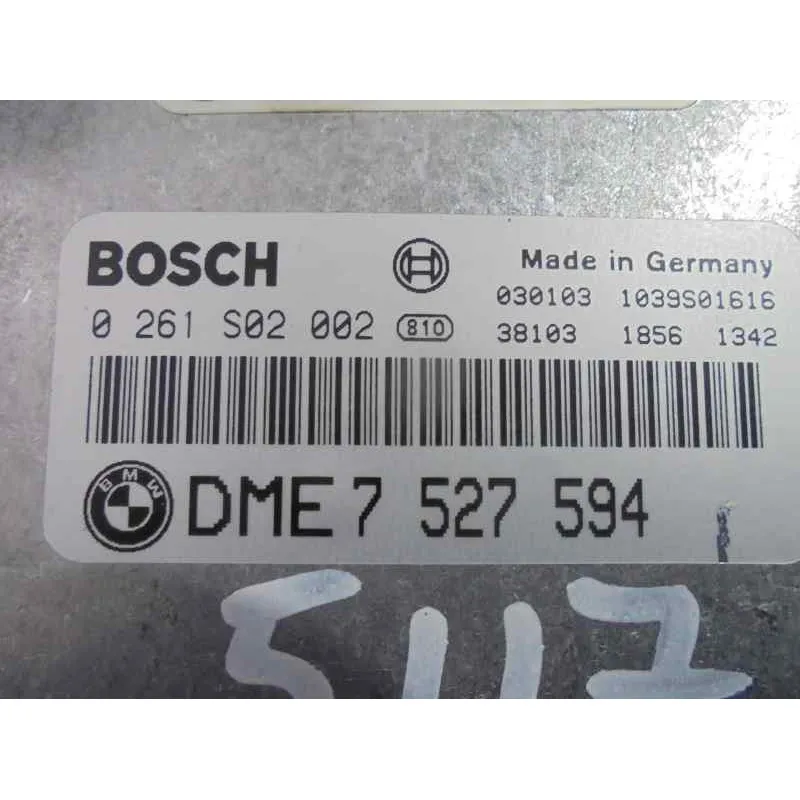 BOSCH
Made in Germany
030103 1039S01616
0 261 S02 002 810
38103 1856 1342
BMW DME 7 527 594
5117